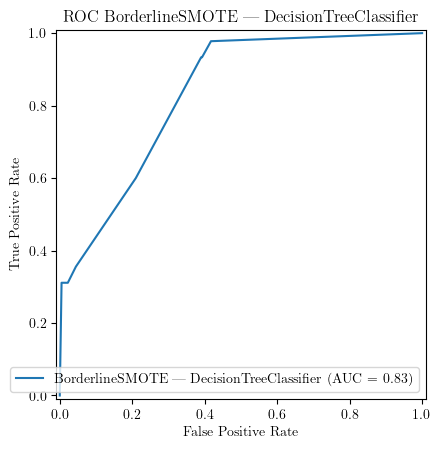 ROC BorderlineSMOTE — DecisionTreeClassifier
True Positive Rate
1.0
0.8
0.6
0.4
0.2
0.0
BorderlineSMOTE — DecisionTreeClassifier (AUC = 0.83)
0.0 0.2 0.4 0.6 0.8 1.0
False Positive Rate